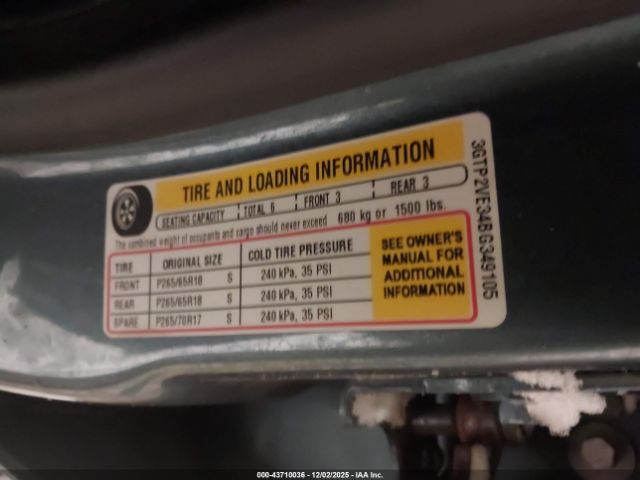 TIRE AND LOADING INFORMATION
SEATING CAPACITY TOTAL 6 FRONT 3 REAR 3
The combined weight of occupants and cargo should never exceed 680 kg or 1500 lbs.
TIRE ORIGINAL SIZE COLD TIRE PRESSURE
FRONT P265/65R18 S 240 kPa, 35 PSI
REAR P265/65R18 S 240 kPa, 35 PSI
SPARE P265/70R17 S 240 kPa, 35 PSI
SEE OWNER'S
MANUAL FOR
ADDITIONAL
INFORMATION
3GTP2VE34BG349105
000-43710036 - 12/02/2025 - IAA Inc.